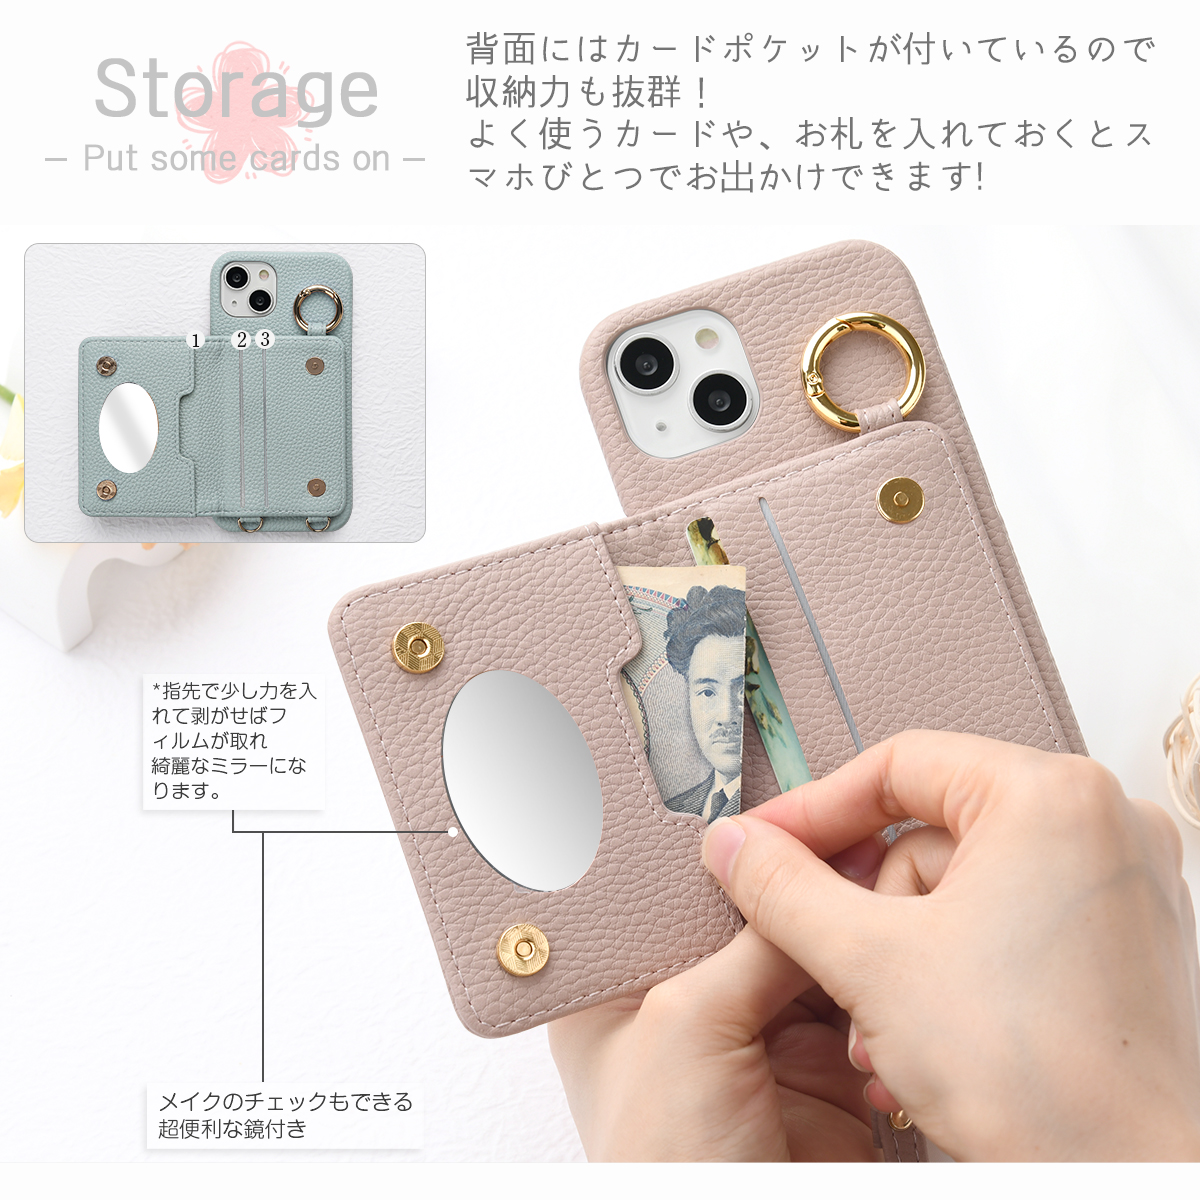 Storage
– Put some cards on –
背面にはカードポケットが付いているので
収納力も抜群！
よく使うカードや、お札を入れておくとス
マホひとつでお出かけできます!
1
2
3
*指先で少し力を入
れて剥がせばフ
ィルムが取れ
綺麗なミラーにな
ります。
メイクのチェックもできる
超便利な鏡付き